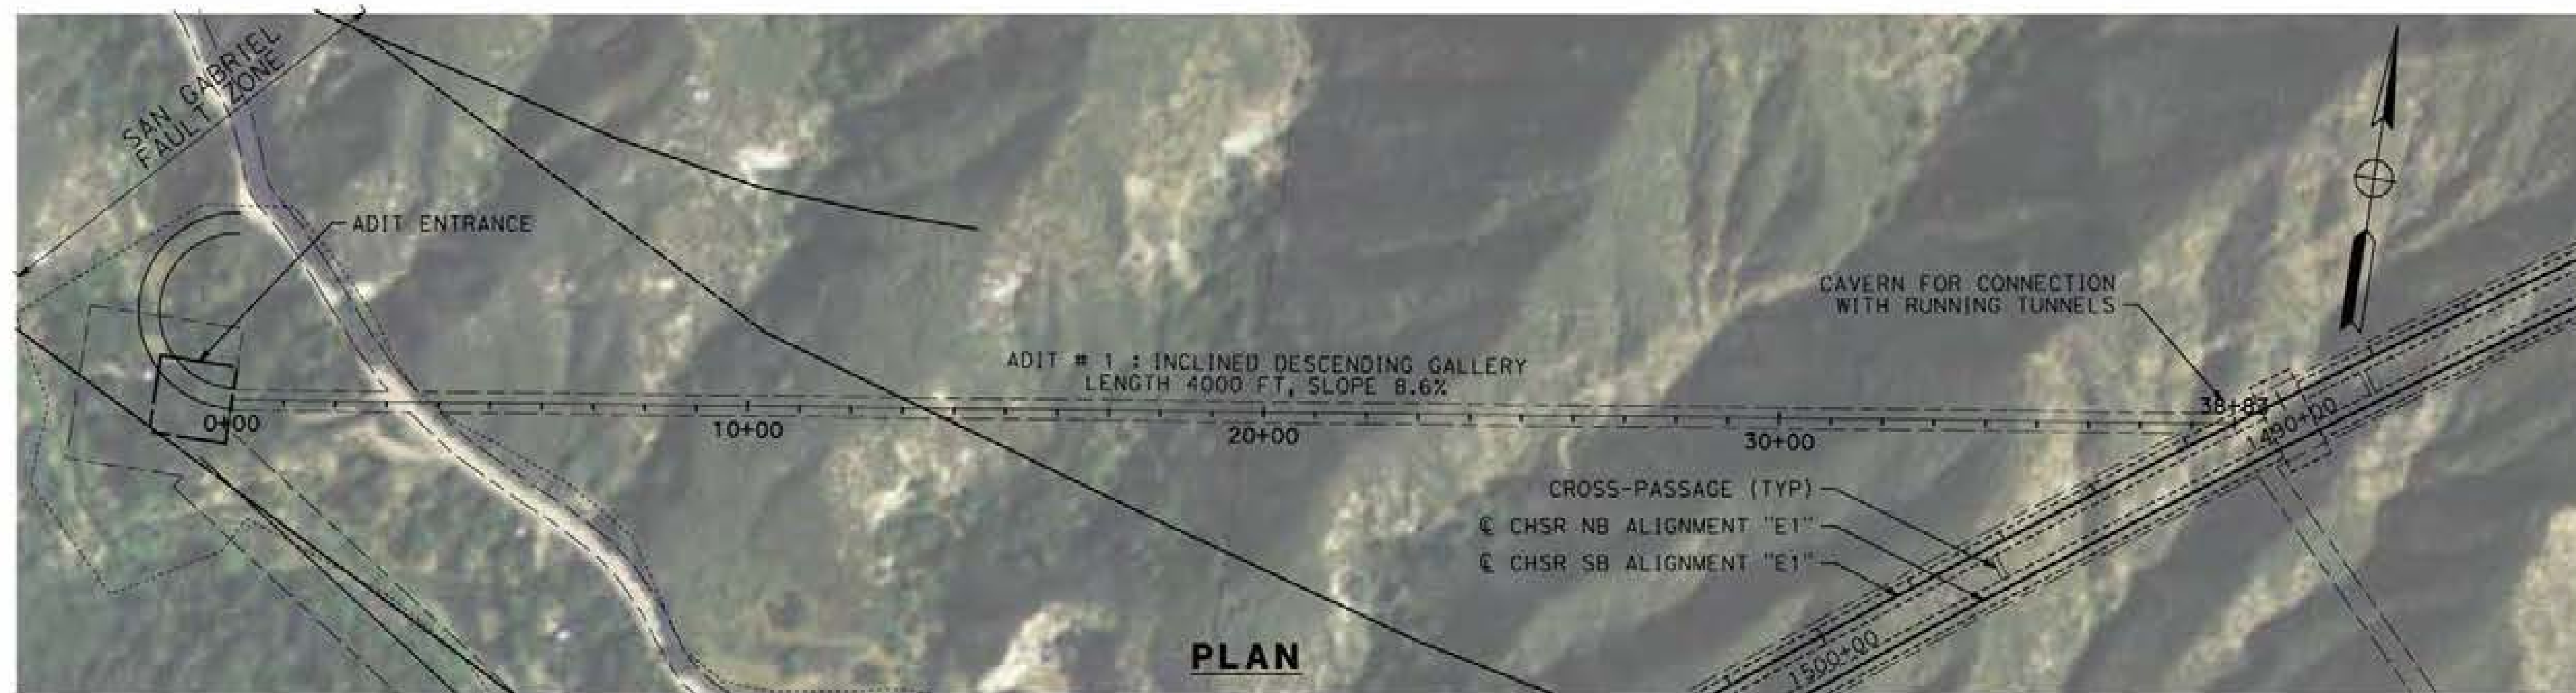 SAN GABRIEL
FAULT ZONE
ADIT ENTRANCE
CAVERN FOR CONNECTION
WITH RUNNING TUNNELS
ADIT # 1 : INCLINED DESCENDING GALLERY
LENGTH 4000 FT, SLOPE 8.6%
0+00
10+00
20+00
30+00
38+83
1490+00
CROSS-PASSAGE (TYP)
℄ CHSR NB ALIGNMENT "E1"
℄ CHSR SB ALIGNMENT "E1"
1500+00
PLAN